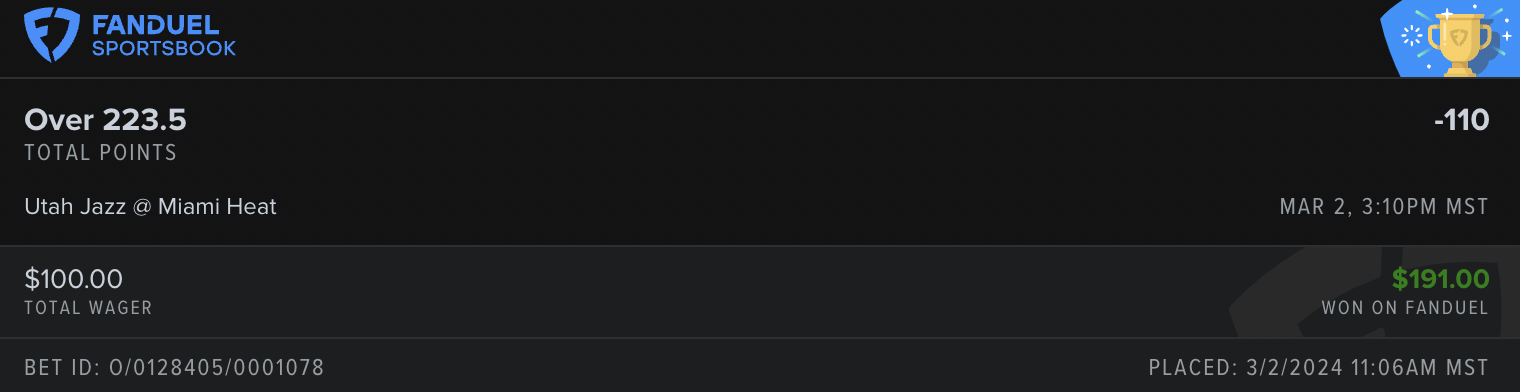 FANDUEL
SPORTSBOOK
Over 223.5 -110
TOTAL POINTS
Utah Jazz @ Miami Heat MAR 2, 3:10PM MST
$100.00 $191.00
TOTAL WAGER WON ON FANDUEL
BET ID: O/0128405/0001078 PLACED: 3/2/2024 11:06AM MST